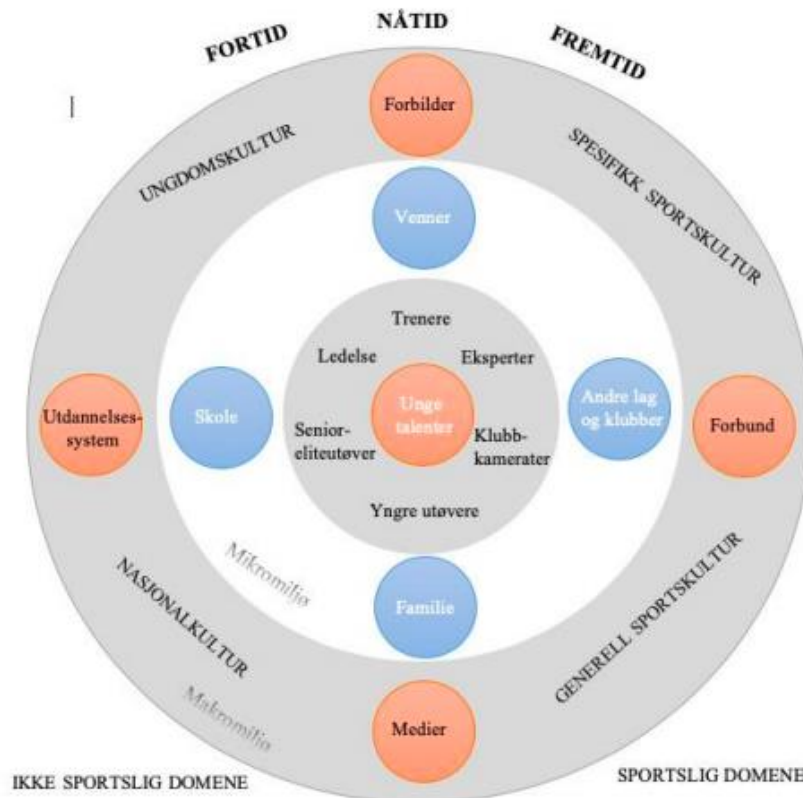 FORTID
NÅTID
FREMTID
Forbilder
UNGDOMSKULTUR
SPESIFIKK SPORTSKULTUR
Venner
Trenere
Ledelse
Eksperter
Utdannelses-
system
Skole
Unge
talenter
Andre lag
og klubber
Forbund
Senior-
eliteutøver
Klubb-
kamerater
Yngre utøvere
Mikromiljø
Familie
NASJONALKULTUR
GENERELL SPORTSKULTUR
Makromiljø
Medier
IKKE SPORTSLIG DOMENE
SPORTSLIG DOMENE